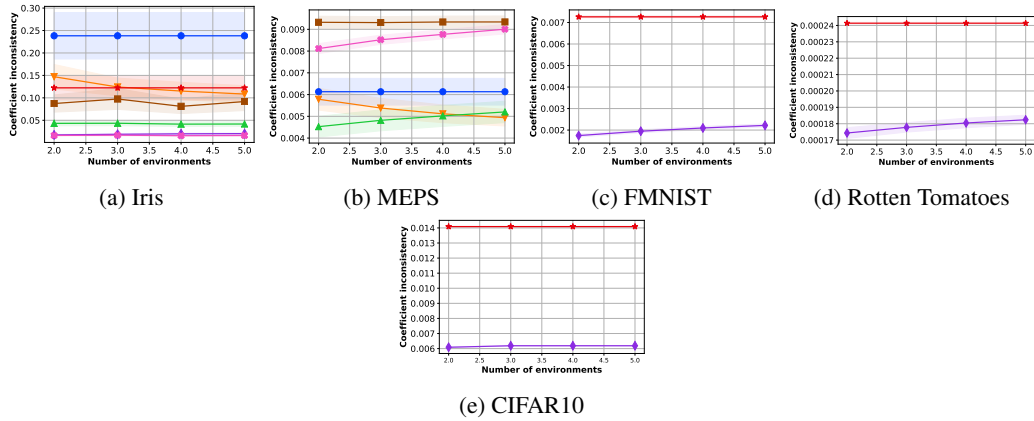 0.30
0.25
0.20
0.15
0.10
0.05
2.0 2.5 3.0 3.5 4.0 4.5 5.0
Number of environments
Coefficient inconsistency
(a) Iris
0.009
0.008
0.006
0.005
0.004
2.0 2.5 3.0 3.5 4.0 4.5 5.0
Number of environments
Coefficient inconsistency
(b) MEPS
0.007
0.006
0.005
0.004
0.003
0.002
2.0 2.5 3.0 3.5 4.0 4.5 5.0
Number of environments
Coefficient inconsistency
(c) FMNIST
0.00024
0.00023
0.00021
0.00021
0.00020
0.00019
0.00018
0.00017
2.0 2.5 3.0 3.5 4.0 4.5 5.0
Number of environments
Coefficient inconsistency
(d) Rotten Tomatoes
0.014
0.013
0.012
0.011
0.010
0.009
0.008
0.007
0.006
2.0 2.5 3.0 3.5 4.0 4.5 5.0
Number of environments
Coefficient inconsistency
(e) CIFAR10